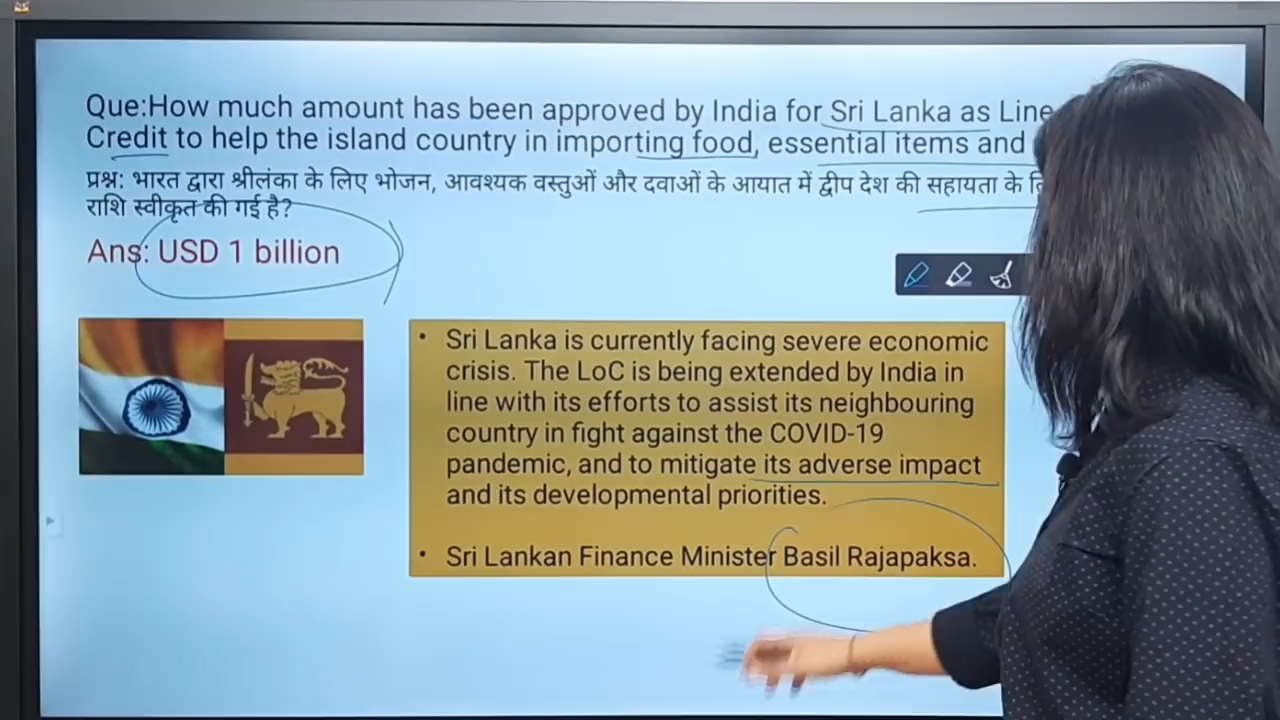 Que:How much amount has been approved by India for Sri Lanka as Line
Credit to help the island country in importing food, essential items and
प्रश्न: भारत द्वारा श्रीलंका के लिए भोजन, आवश्यक वस्तुओं और दवाओं के आयात में द्वीप देश की सहायता के
राशि स्वीकृत की गई है?
Ans: USD 1 billion
• Sri Lanka is currently facing severe economic
crisis. The LoC is being extended by India in
line with its efforts to assist its neighbouring
country in fight against the COVID-19
pandemic, and to mitigate its adverse impact
and its developmental priorities.
• Sri Lankan Finance Minister Basil Rajapaksa.